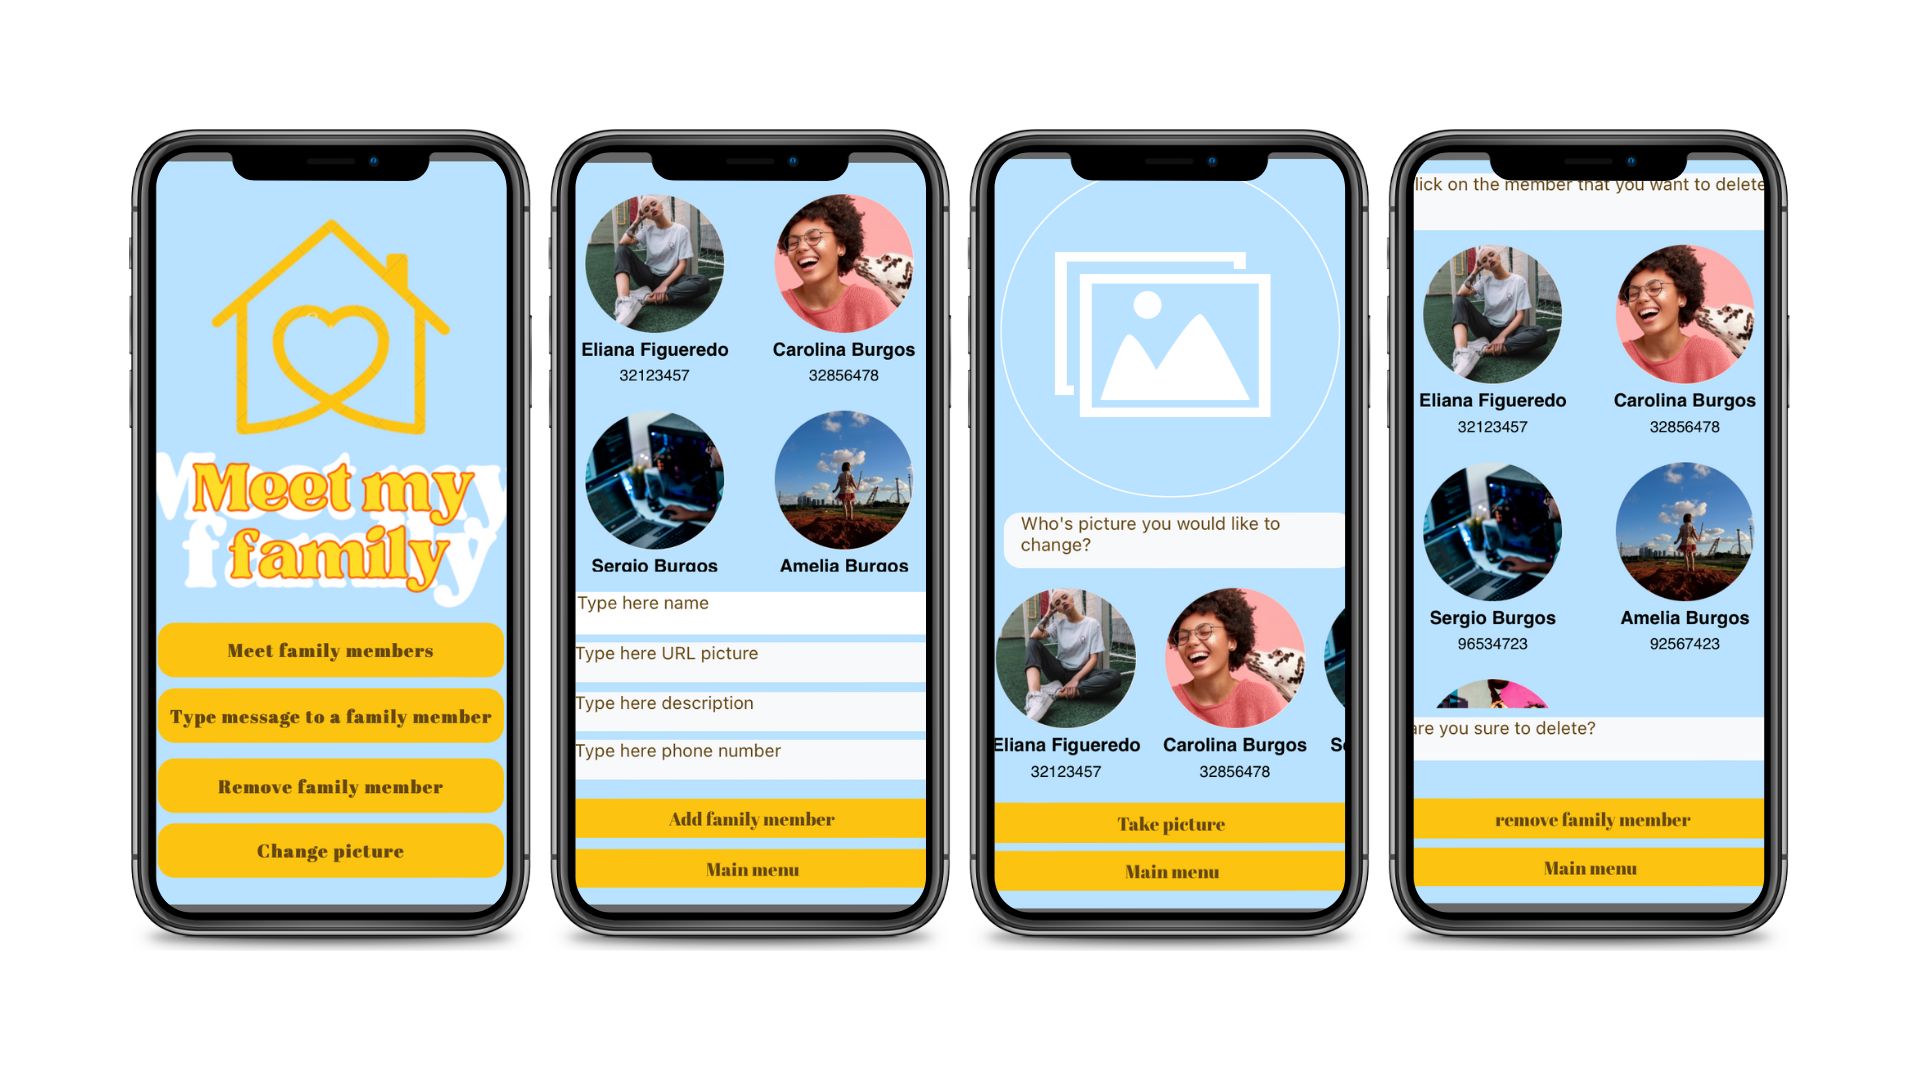 Meet my
family
Meet family members
Type message to a family member
Remove family member
Change picture
Eliana Figueredo
32123457
Carolina Burgos
32856478
Sergio Burgos
Amelia Burgos
Type here name
Type here URL picture
Type here description
Type here phone number
Add family member
Main menu
Who's picture you would like to
change?
Eliana Figueredo
32123457
Carolina Burgos
32856478
Take picture
Main menu
lick on the member that you want to delete
Eliana Figueredo
32123457
Carolina Burgos
32856478
Sergio Burgos
96534723
Amelia Burgos
92567423
are you sure to delete?
remove family member
Main menu